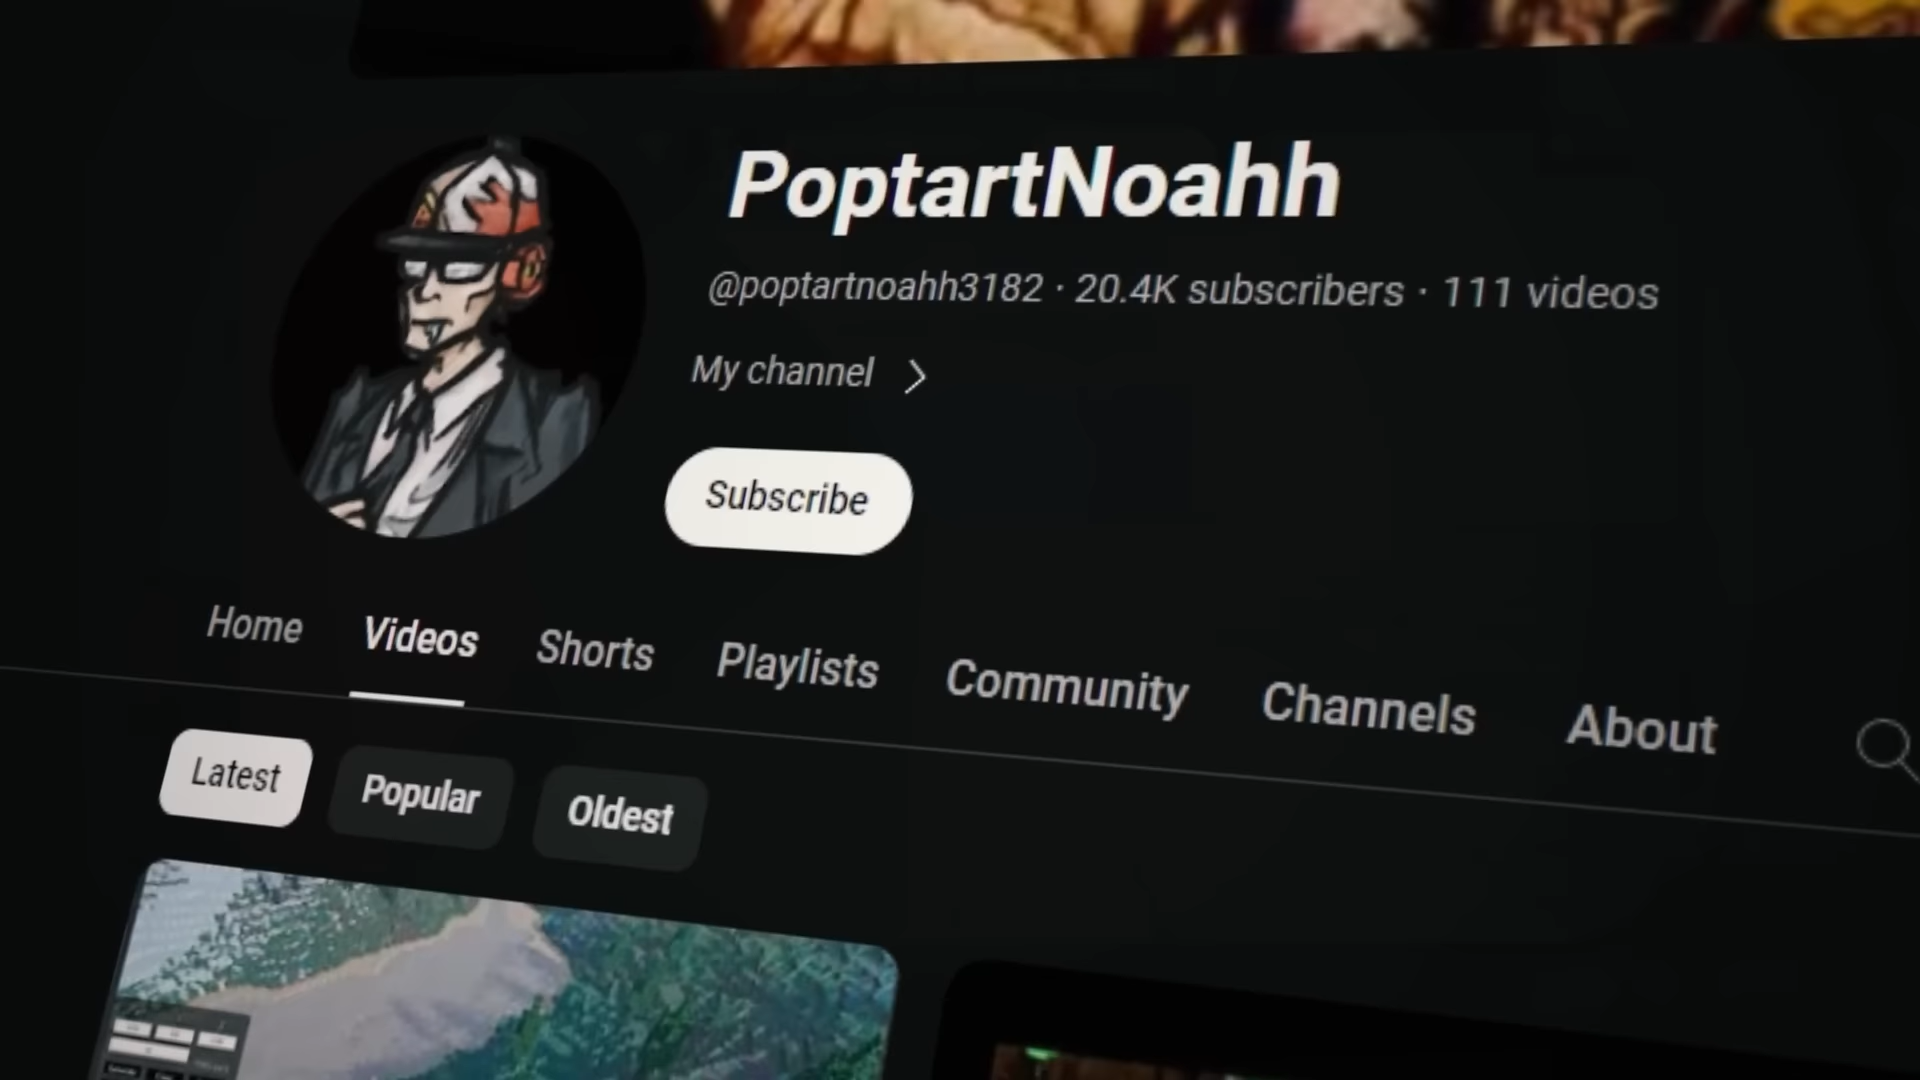 PoptartNoahh
@poptartnoahh3182 · 20.4K subscribers · 111 videos
My channel
Subscribe
Home Videos Shorts Playlists Community Channels About
Latest Popular Oldest